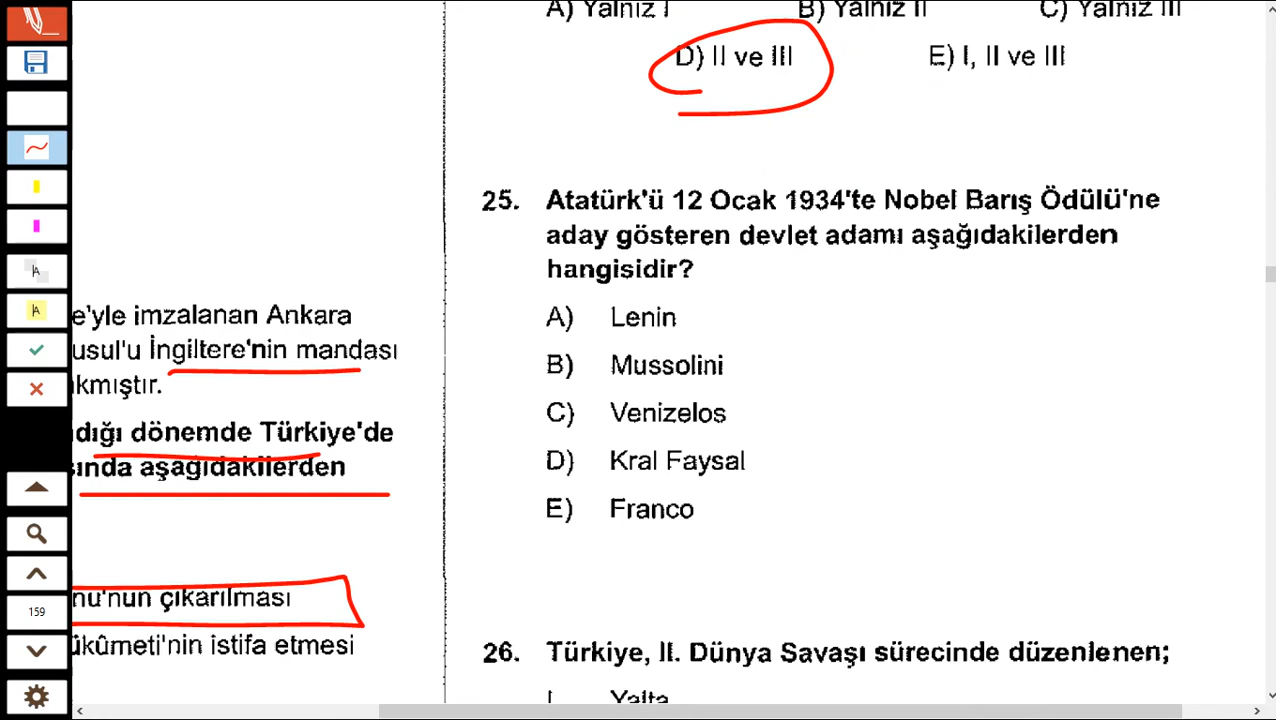 e'yle imzalanan Ankara
usul'u İngiltere'nin mandası
kmıştır.
dığı dönemde Türkiye'de
sında aşağıdakilerden
nu'nun çıkarılması
ükûmeti'nin istifa etmesi
A) Yalnız I B) Yalnız II C) Yalnız III
D) II ve III E) I, II ve III
25. Atatürk'ü 12 Ocak 1934'te Nobel Barış Ödülü'ne
aday gösteren devlet adamı aşağıdakilerden
hangisidir?
A) Lenin
B) Mussolini
C) Venizelos
D) Kral Faysal
E) Franco
26. Türkiye, II. Dünya Savaşı sürecinde düzenlenen;
I. Yalta
A
A
159